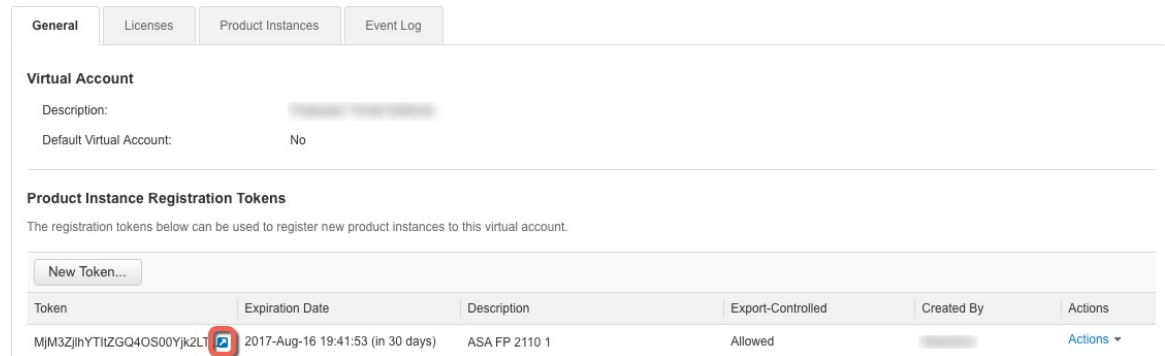 General Licenses Product Instances Event Log
Virtual Account
Description:
Default Virtual Account: No
Product Instance Registration Tokens
The registration tokens below can be used to register new product instances to this virtual account.
New Token...
Token Expiration Date Description Export-Controlled Created By Actions
MjM3ZjlhYTItZGQ4OS00Yjk2LT 2017-Aug-16 19:41:53 (in 30 days) ASA FP 2110 1 Allowed Actions